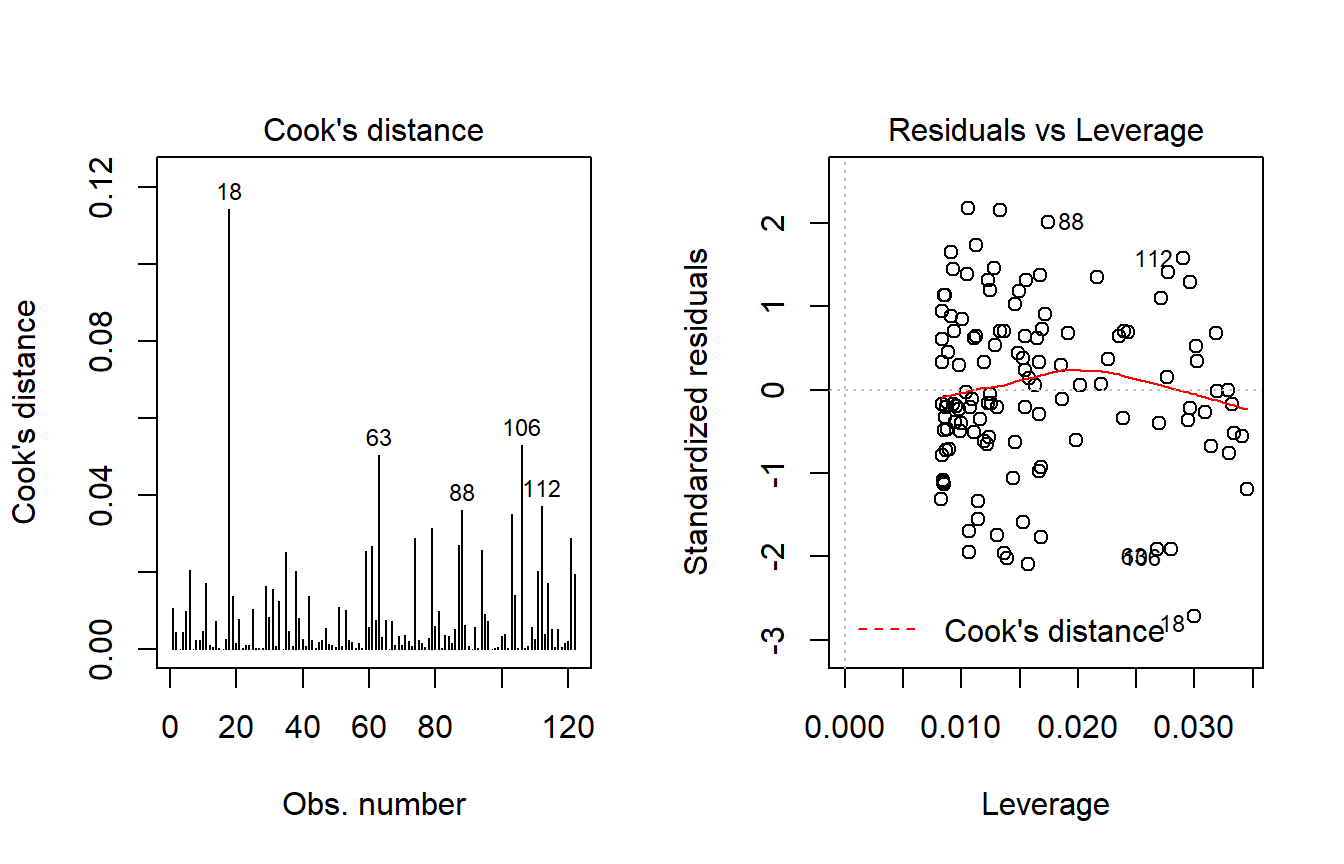 Cook's distance
Cook's distance
0.00
0.04
0.08
0.12
18
63
88
106
112
0 20 40 60 80 120
Obs. number
Residuals vs Leverage
Standardized residuals
-3
-2
-1
0
1
2
88
112
63
106
18
Cook's distance
0.000 0.010 0.020 0.030
Leverage